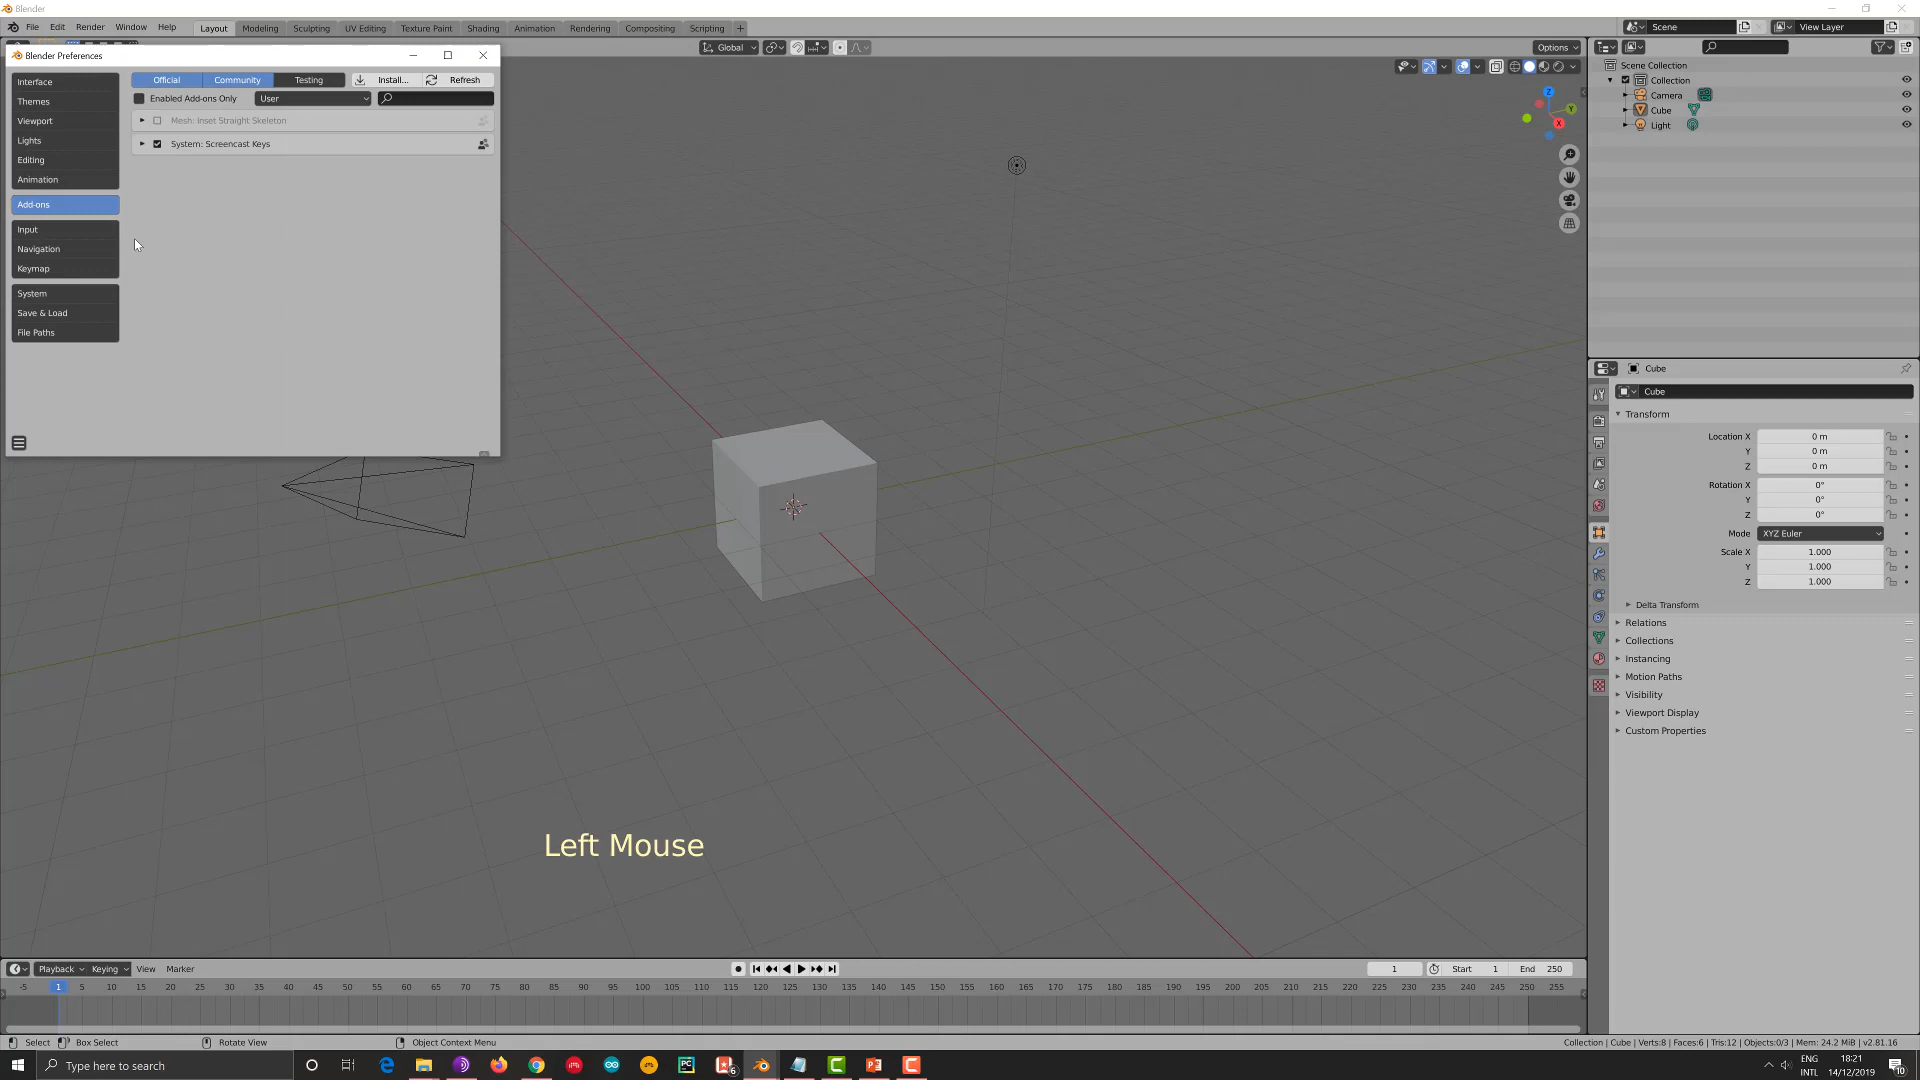 Blender
File Edit Render Window Help Layout Modeling Sculpting UV Editing Texture Paint Shading Animation Rendering Compositing Scripting + Scene View Layer
Global Options
Blender Preferences
Interface
Themes
Viewport
Lights
Editing
Animation
Add-ons
Input
Navigation
Keymap
System
Save & Load
File Paths
Official Community Testing Install... Refresh
Enabled Add-ons Only User
Mesh: Inset Straight Skeleton
System: Screencast Keys
Z
Y
X
Scene Collection
Collection
Camera
Cube
Light
Cube
Cube
Transform
Location X 0 m
Y 0 m
Z 0 m
Rotation X 0°
Y 0°
Z 0°
Mode XYZ Euler
Scale X 1.000
Y 1.000
Z 1.000
Delta Transform
Relations
Collections
Instancing
Motion Paths
Visibility
Viewport Display
Custom Properties
Left Mouse
Playback Keying View Marker 1 Start 1 End 250
-5 1 5 10 15 20 25 30 35 40 45 50 55 60 65 70 75 80 85 90 95 100 105 110 115 120 125 130 135 140 145 150 155 160 165 170 175 180 185 190 195 200 205 210 215 220 225 230 235 240 245 250 255
Select Box Select Rotate View Object Context Menu Collection | Cube | Verts:8 | Faces:6 | Tris:12 | Objects:0/3 | Mem: 24.2 MiB | v2.81.16
Type here to search
PC
6
ENG
INTL
18:21
14/12/2019
10